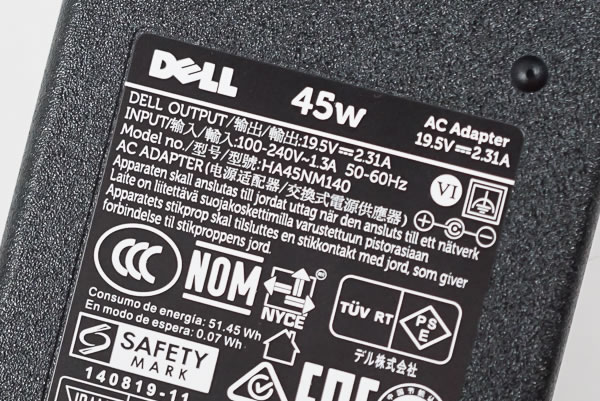 DELL
45W
AC Adapter
19.5V⎓2.31A
DELL OUTPUT/输出/輸出:19.5V⎓2.31A
INPUT/输入/輸入:100-240V~1.3A 50-60Hz
Model no./型号/型號:HA45NM140
AC ADAPTER(电源适配器/交換式電源供應器)
VI
Apparaten skall anslutas till jordat uttag när den ansluts till ett nätverk
Laite on liitettävä suojakoskettimilla varustettuun pistorasiaan
Apparatets stikprop skal tilsluttes en stikkontakt med jord, som giver
forbindelse til stikproppens jord.
CCC
NOM
NYCE
TÜV RT
PSE
Consumo de energía: 51.45 Wh
En modo de espera: 0.07 Wh
デル株式会社
SAFETY
MARK
140819-11
EAC